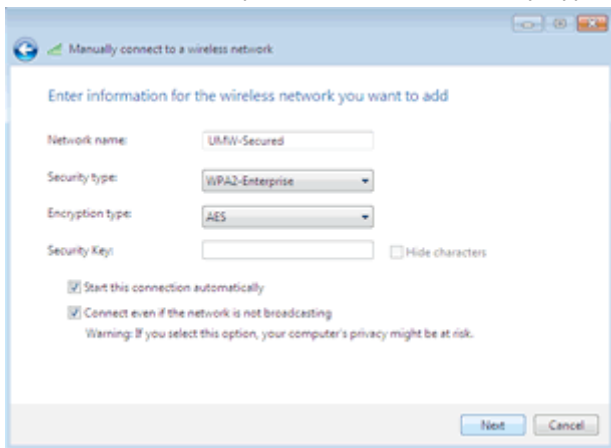 Manually connect to a wireless network
Enter information for the wireless network you want to add
Network name: UMW-Secured
Security type: WPA2-Enterprise
Encryption type: AES
Security Key: Hide characters
Start this connection automatically
Connect even if the network is not broadcasting
Warning: If you select this option, your computer's privacy might be at risk.
Next Cancel